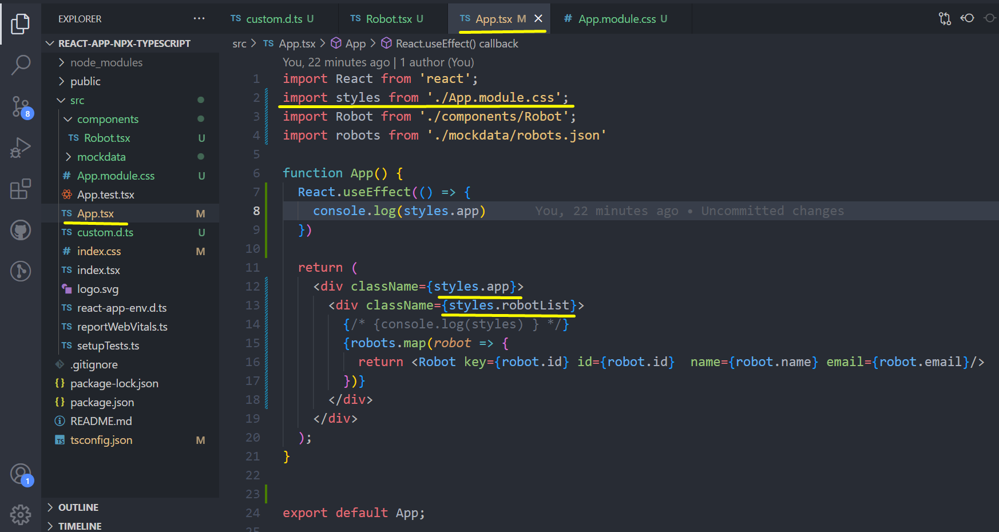 EXPLORER
...
TS custom.d.ts U
TS Robot.tsx U
TS App.tsx M
# App.module.css U
REACT-APP-NPX-TYPESCRIPT
node_modules
public
src
components
TS Robot.tsx U
mockdata
# App.module.css U
App.test.tsx
TS App.tsx M
TS custom.d.ts U
# index.css M
TS index.tsx
logo.svg
TS react-app-env.d.ts
TS reportWebVitals.ts
TS setupTests.ts
.gitignore
{} package-lock.json
{} package.json
README.md
TS tsconfig.json M
OUTLINE
TIMELINE
8
1
src > TS App.tsx > App > React.useEffect() callback
You, 22 minutes ago | 1 author (You)
1 import React from 'react';
2 import styles from './App.module.css';
3 import Robot from './components/Robot';
4 import robots from './mockdata/robots.json'
5
6 function App() {
7 React.useEffect(() => {
8 console.log(styles.app) You, 22 minutes ago • Uncommitted changes
9 })
10
11 return (
12 <div className={styles.app}>
13 <div className={styles.robotList}>
14 {/* {console.log(styles) } */}
15 {robots.map(robot => {
16 return <Robot key={robot.id} id={robot.id}  name={robot.name} email={robot.email}/>
17 })}
18 </div>
19 </div>
20 );
21 }
22
23
24 export default App;
25